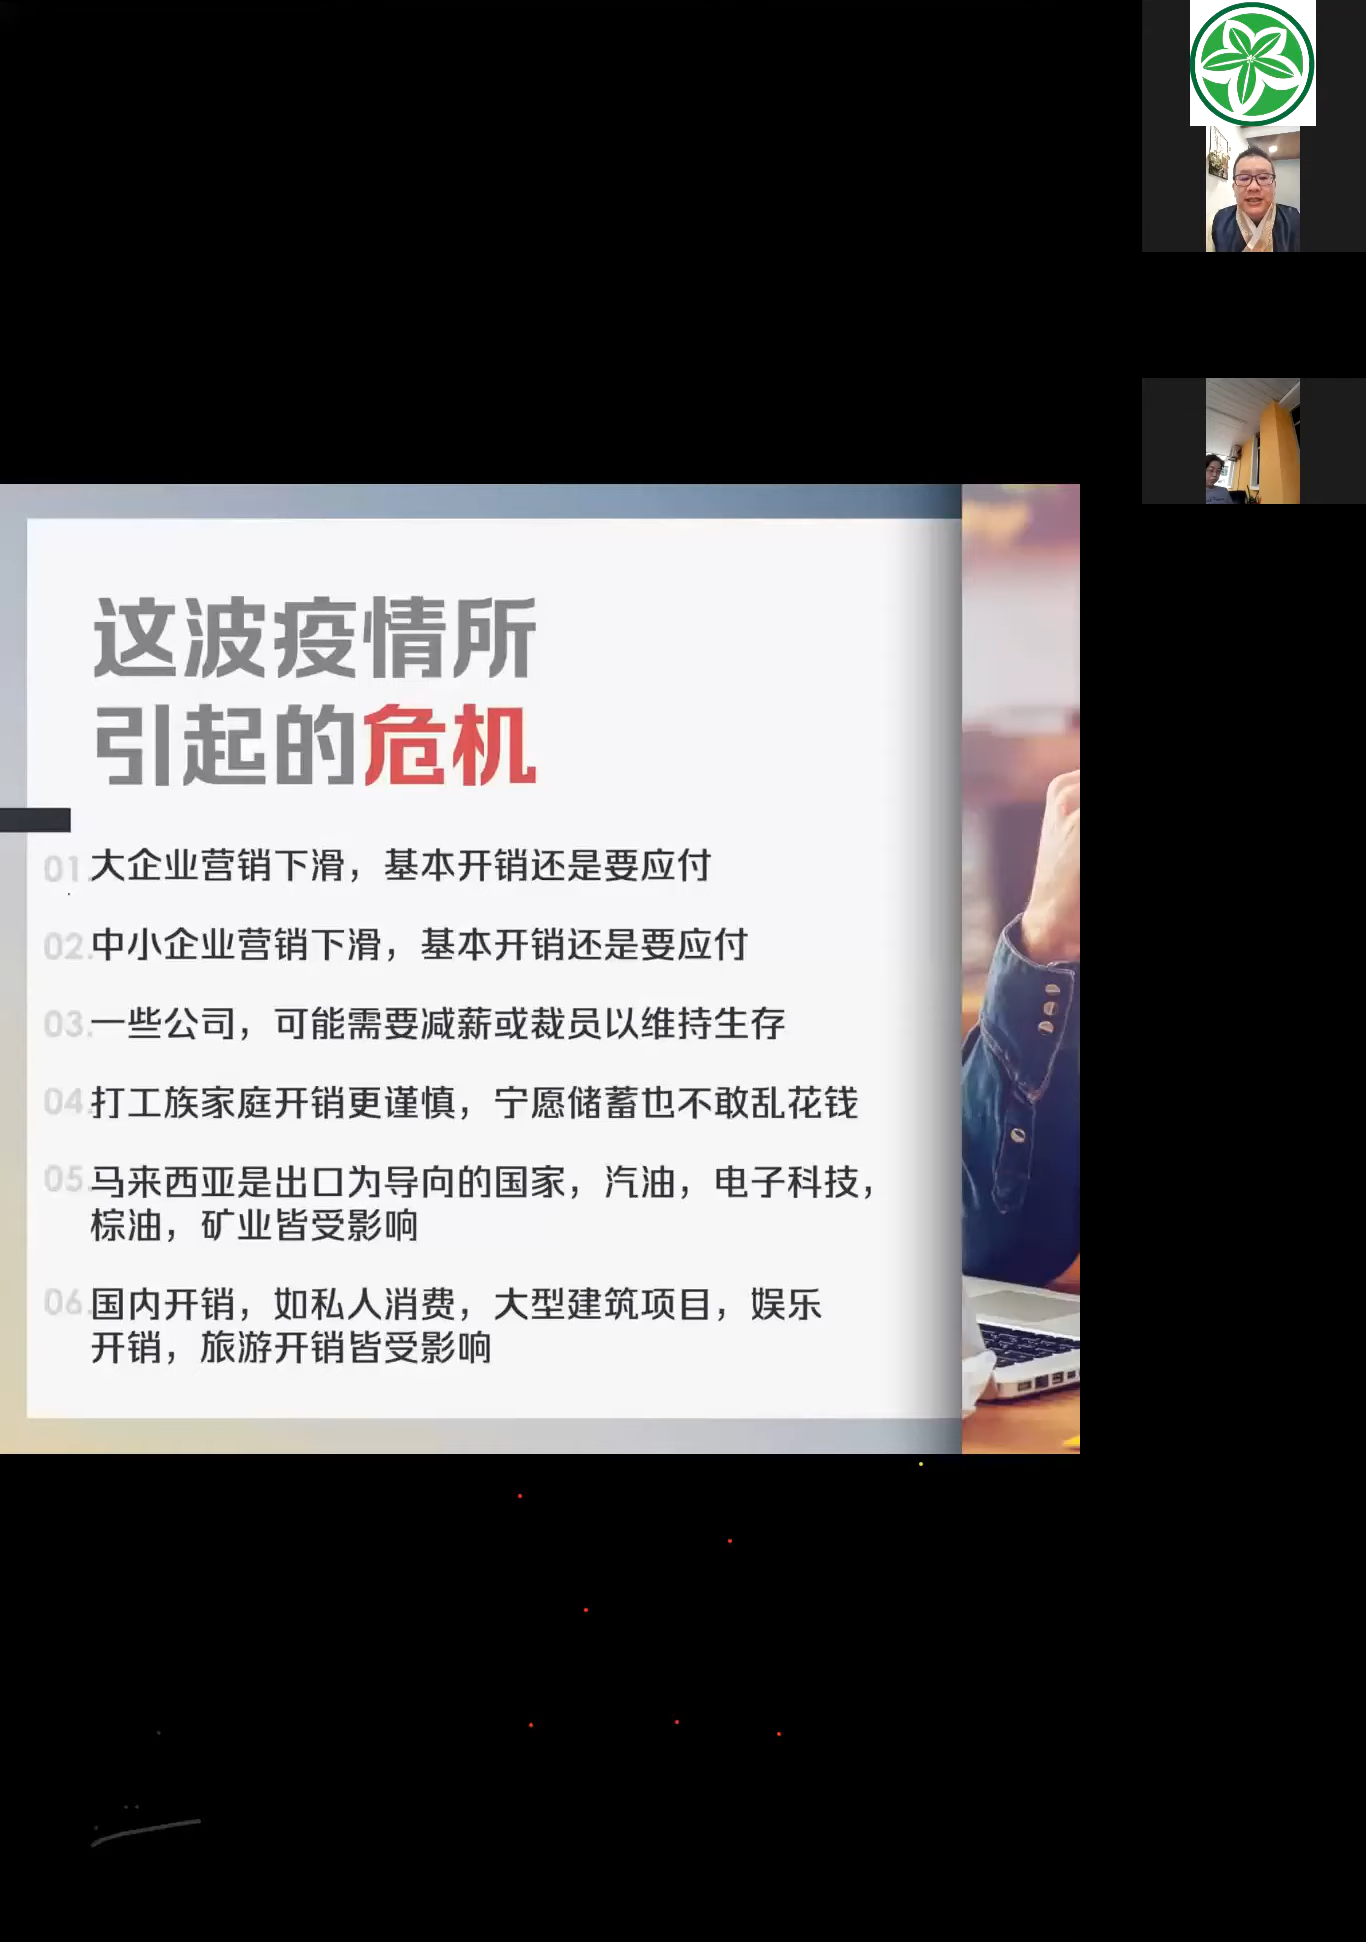 这波疫情所
引起的危机
01.大企业营销下滑，基本开销还是要应付
02.中小企业营销下滑，基本开销还是要应付
03.一些公司，可能需要减薪或裁员以维持生存
04.打工族家庭开销更谨慎，宁愿储蓄也不敢乱花钱
05.马来西亚是出口为导向的国家，汽油，电子科技，
棕油，矿业皆受影响
06.国内开销，如私人消费，大型建筑项目，娱乐
开销，旅游开销皆受影响